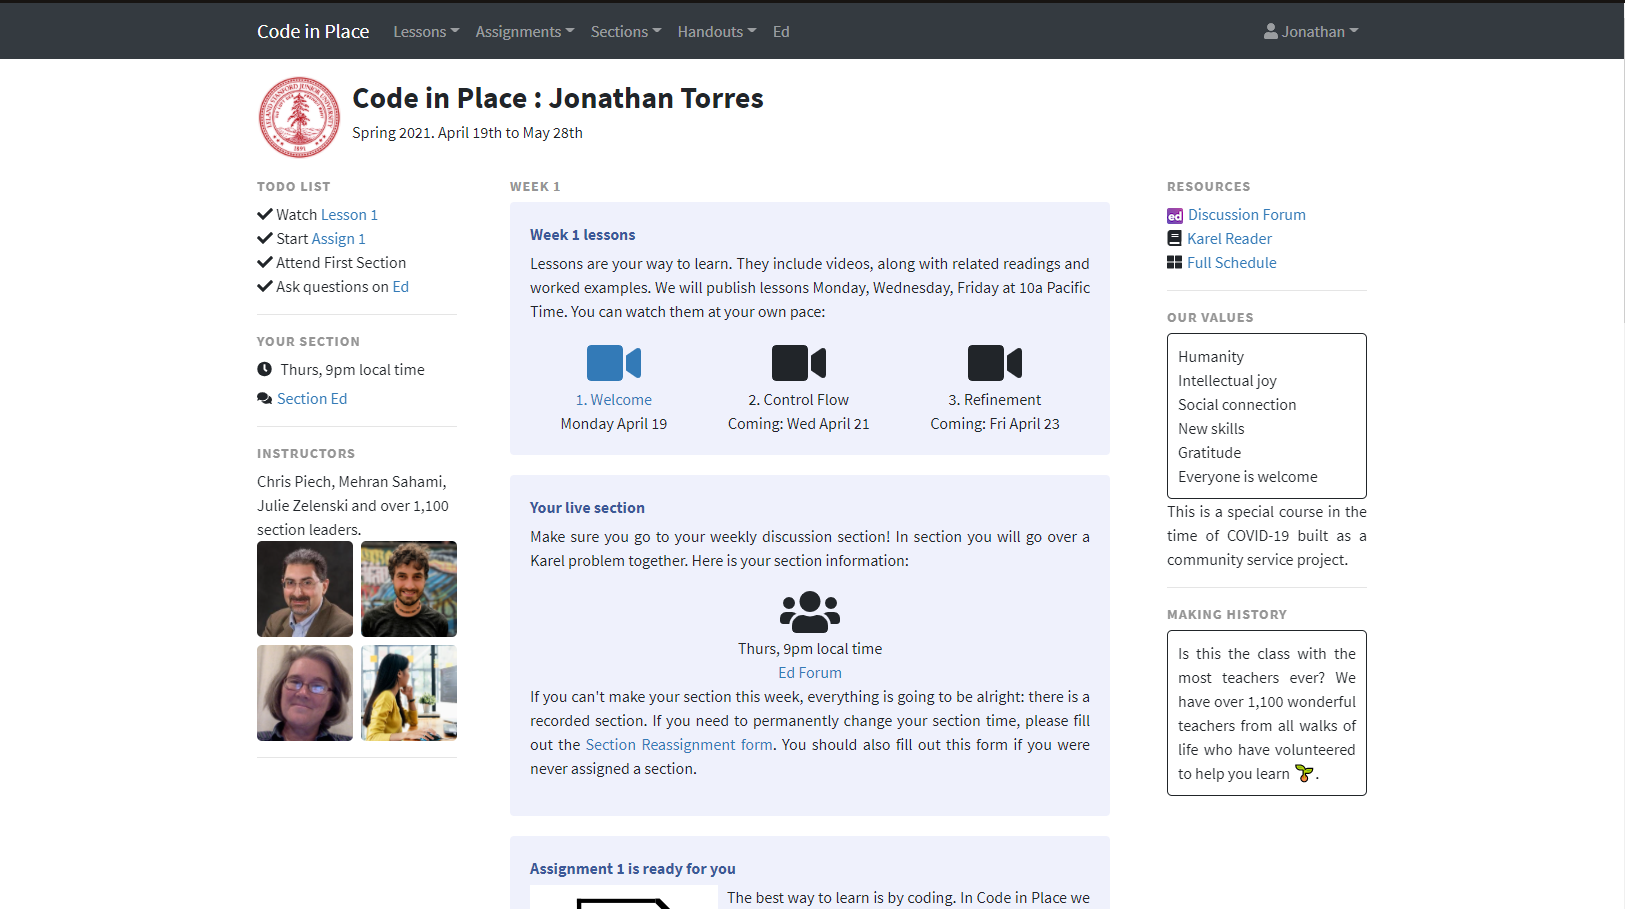 Code in Place Lessons Assignments Sections Handouts Ed Jonathan
Code in Place : Jonathan Torres
Spring 2021. April 19th to May 28th
TODO LIST
Watch Lesson 1
Start Assign 1
Attend First Section
Ask questions on Ed
YOUR SECTION
Thurs, 9pm local time
Section Ed
INSTRUCTORS
Chris Piech, Mehran Sahami,
Julie Zelenski and over 1,100
section leaders.
WEEK 1
Week 1 lessons
Lessons are your way to learn. They include videos, along with related readings and
worked examples. We will publish lessons Monday, Wednesday, Friday at 10a Pacific
Time. You can watch them at your own pace:
1. Welcome
Monday April 19
2. Control Flow
Coming: Wed April 21
3. Refinement
Coming: Fri April 23
Your live section
Make sure you go to your weekly discussion section! In section you will go over a
Karel problem together. Here is your section information:
Thurs, 9pm local time
Ed Forum
If you can't make your section this week, everything is going to be alright: there is a
recorded section. If you need to permanently change your section time, please fill
out the Section Reassignment form. You should also fill out this form if you were
never assigned a section.
Assignment 1 is ready for you
The best way to learn is by coding. In Code in Place we
RESOURCES
ed Discussion Forum
Karel Reader
Full Schedule
OUR VALUES
Humanity
Intellectual joy
Social connection
New skills
Gratitude
Everyone is welcome
This is a special course in the
time of COVID-19 built as a
community service project.
MAKING HISTORY
Is this the class with the
most teachers ever? We
have over 1,100 wonderful
teachers from all walks of
life who have volunteered
to help you learn 🌱.